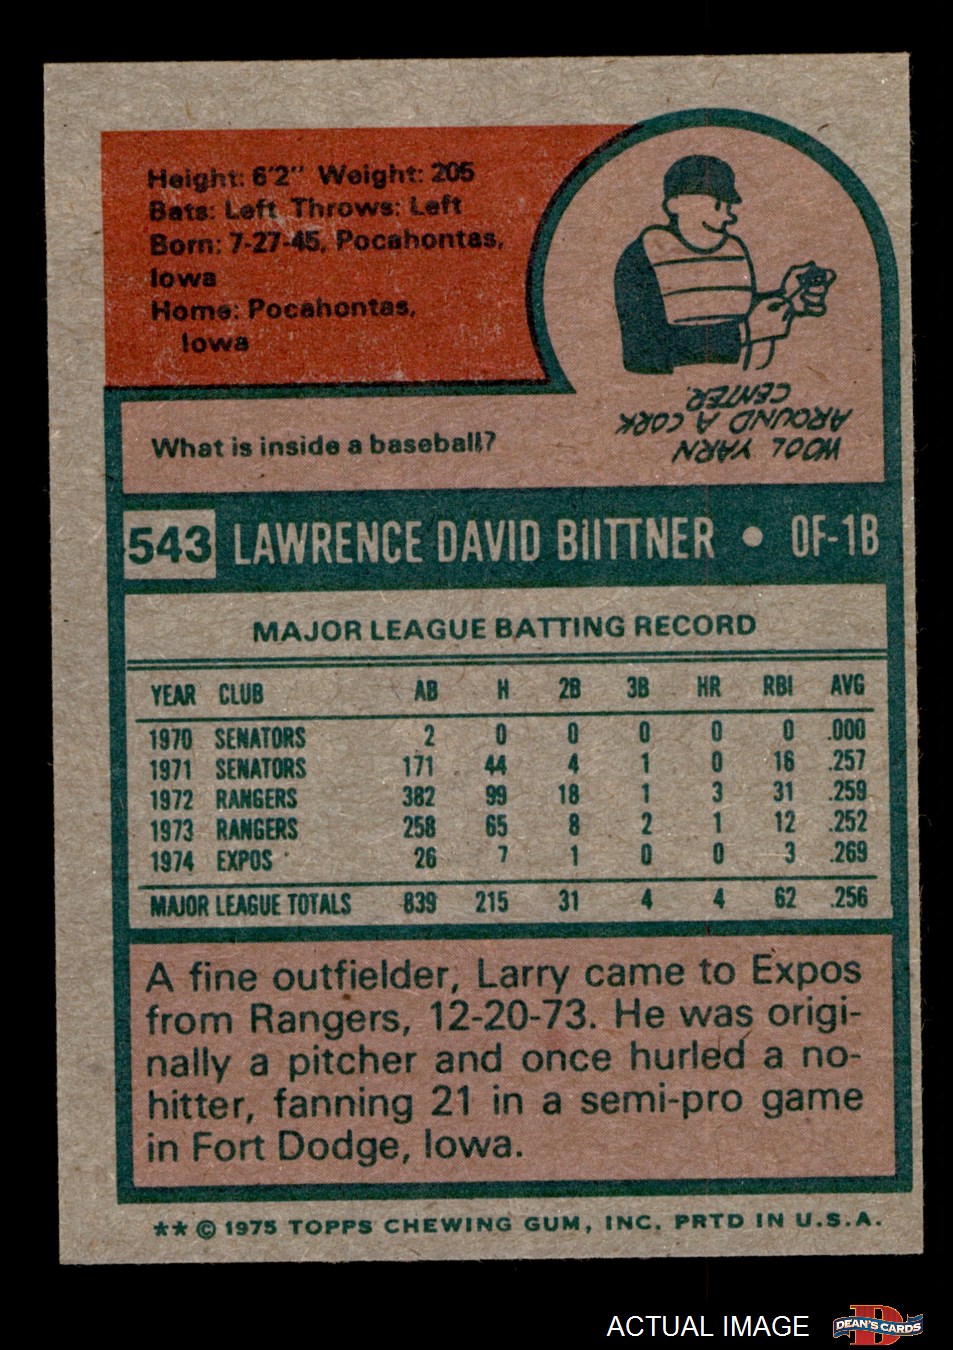 Height: 6'2" Weight: 205
Bats: Left Throws: Left
Born: 7-27-45, Pocahontas,
Iowa
Home: Pocahontas,
Iowa
What is inside a baseball?
WOOL YARN
AROUND A CORK
CENTER.
543 LAWRENCE DAVID BIITTNER • OF-1B
MAJOR LEAGUE BATTING RECORD
YEAR CLUB AB H 2B 3B HR RBI AVG
1970 SENATORS 2 0 0 0 0 0 .000
1971 SENATORS 171 44 4 1 0 16 .257
1972 RANGERS 382 99 18 1 3 31 .259
1973 RANGERS 258 65 8 2 1 12 .252
1974 EXPOS 26 7 1 0 0 3 .269
MAJOR LEAGUE TOTALS 839 215 31 4 4 62 .256
A fine outfielder, Larry came to Expos
from Rangers, 12-20-73. He was origi-
nally a pitcher and once hurled a no-
hitter, fanning 21 in a semi-pro game
in Fort Dodge, Iowa.
** © 1975 TOPPS CHEWING GUM, INC. PRTD IN U.S.A.
ACTUAL IMAGE
D
DEAN'S CARDS